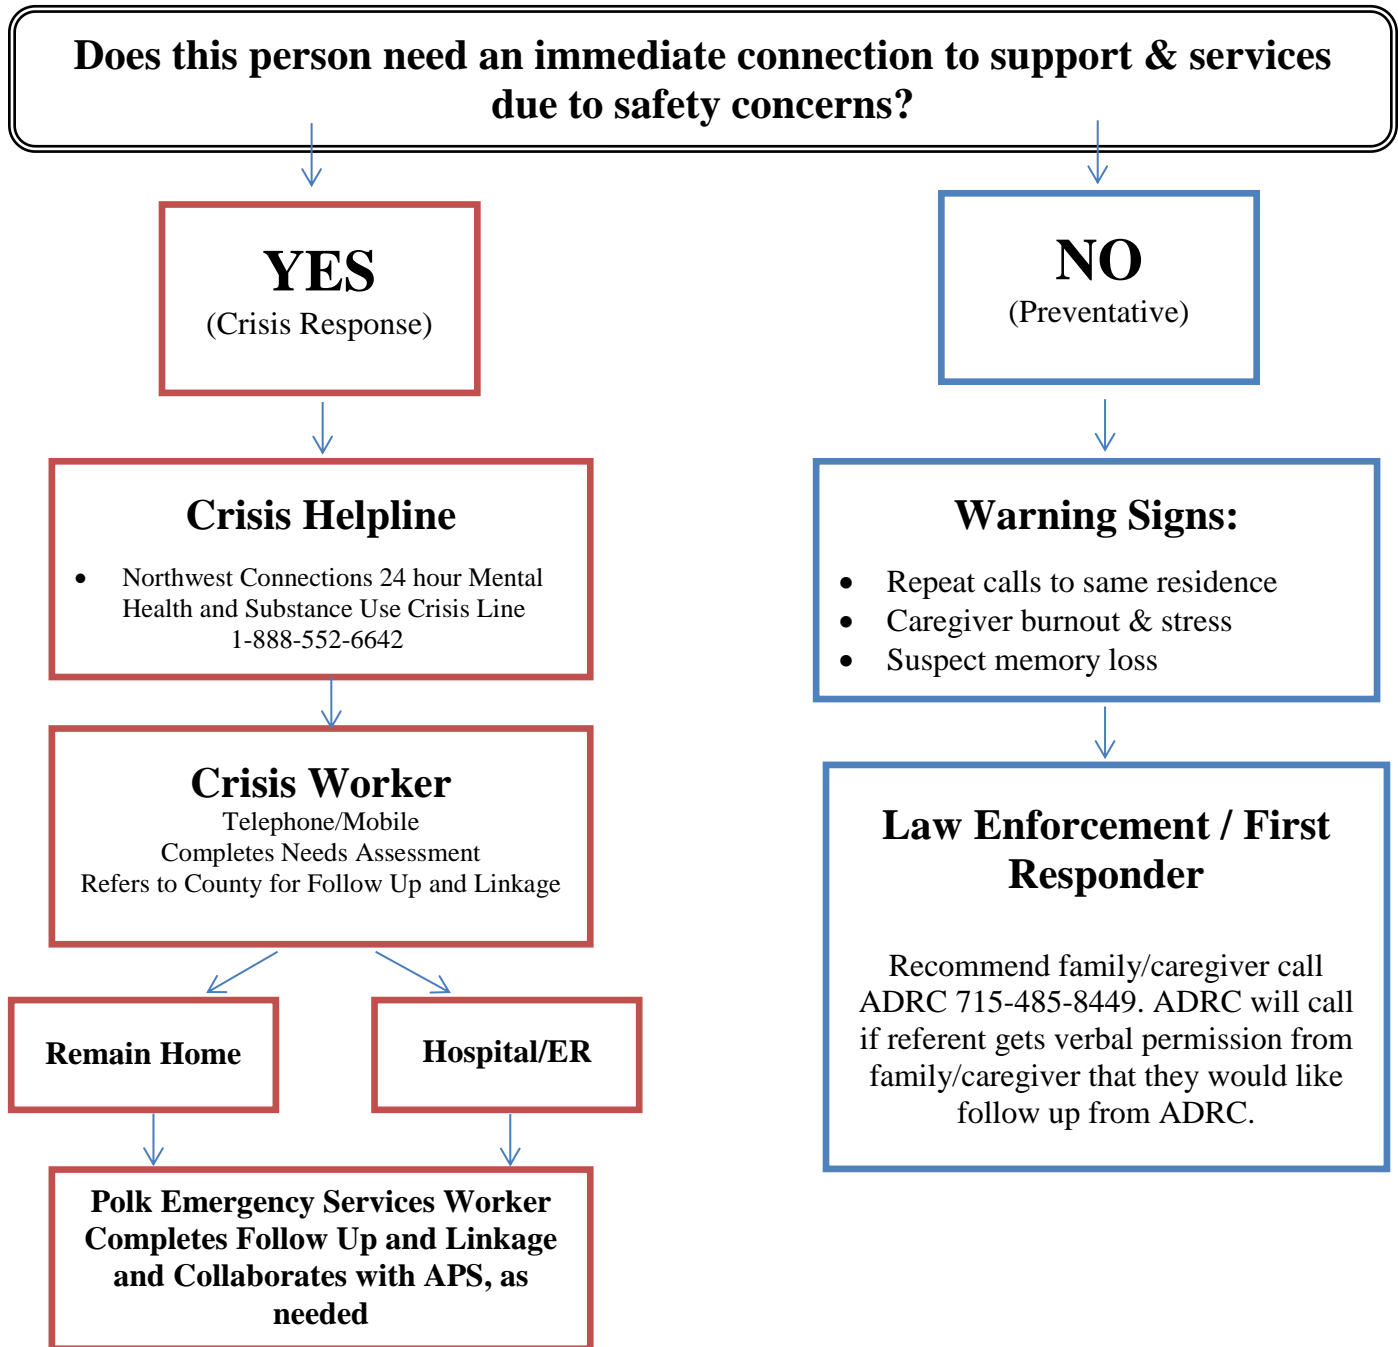 Does this person need an immediate connection to support & services
due to safety concerns?
YES
(Crisis Response)
NO
(Preventative)
Crisis Helpline
• Northwest Connections 24 hour Mental
Health and Substance Use Crisis Line
1-888-552-6642
Warning Signs:
• Repeat calls to same residence
• Caregiver burnout & stress
• Suspect memory loss
Crisis Worker
Telephone/Mobile
Completes Needs Assessment
Refers to County for Follow Up and Linkage
Law Enforcement / First
Responder
Recommend family/caregiver call
ADRC 715-485-8449. ADRC will call
if referent gets verbal permission from
family/caregiver that they would like
follow up from ADRC.
Remain Home
Hospital/ER
Polk Emergency Services Worker
Completes Follow Up and Linkage
and Collaborates with APS, as
needed